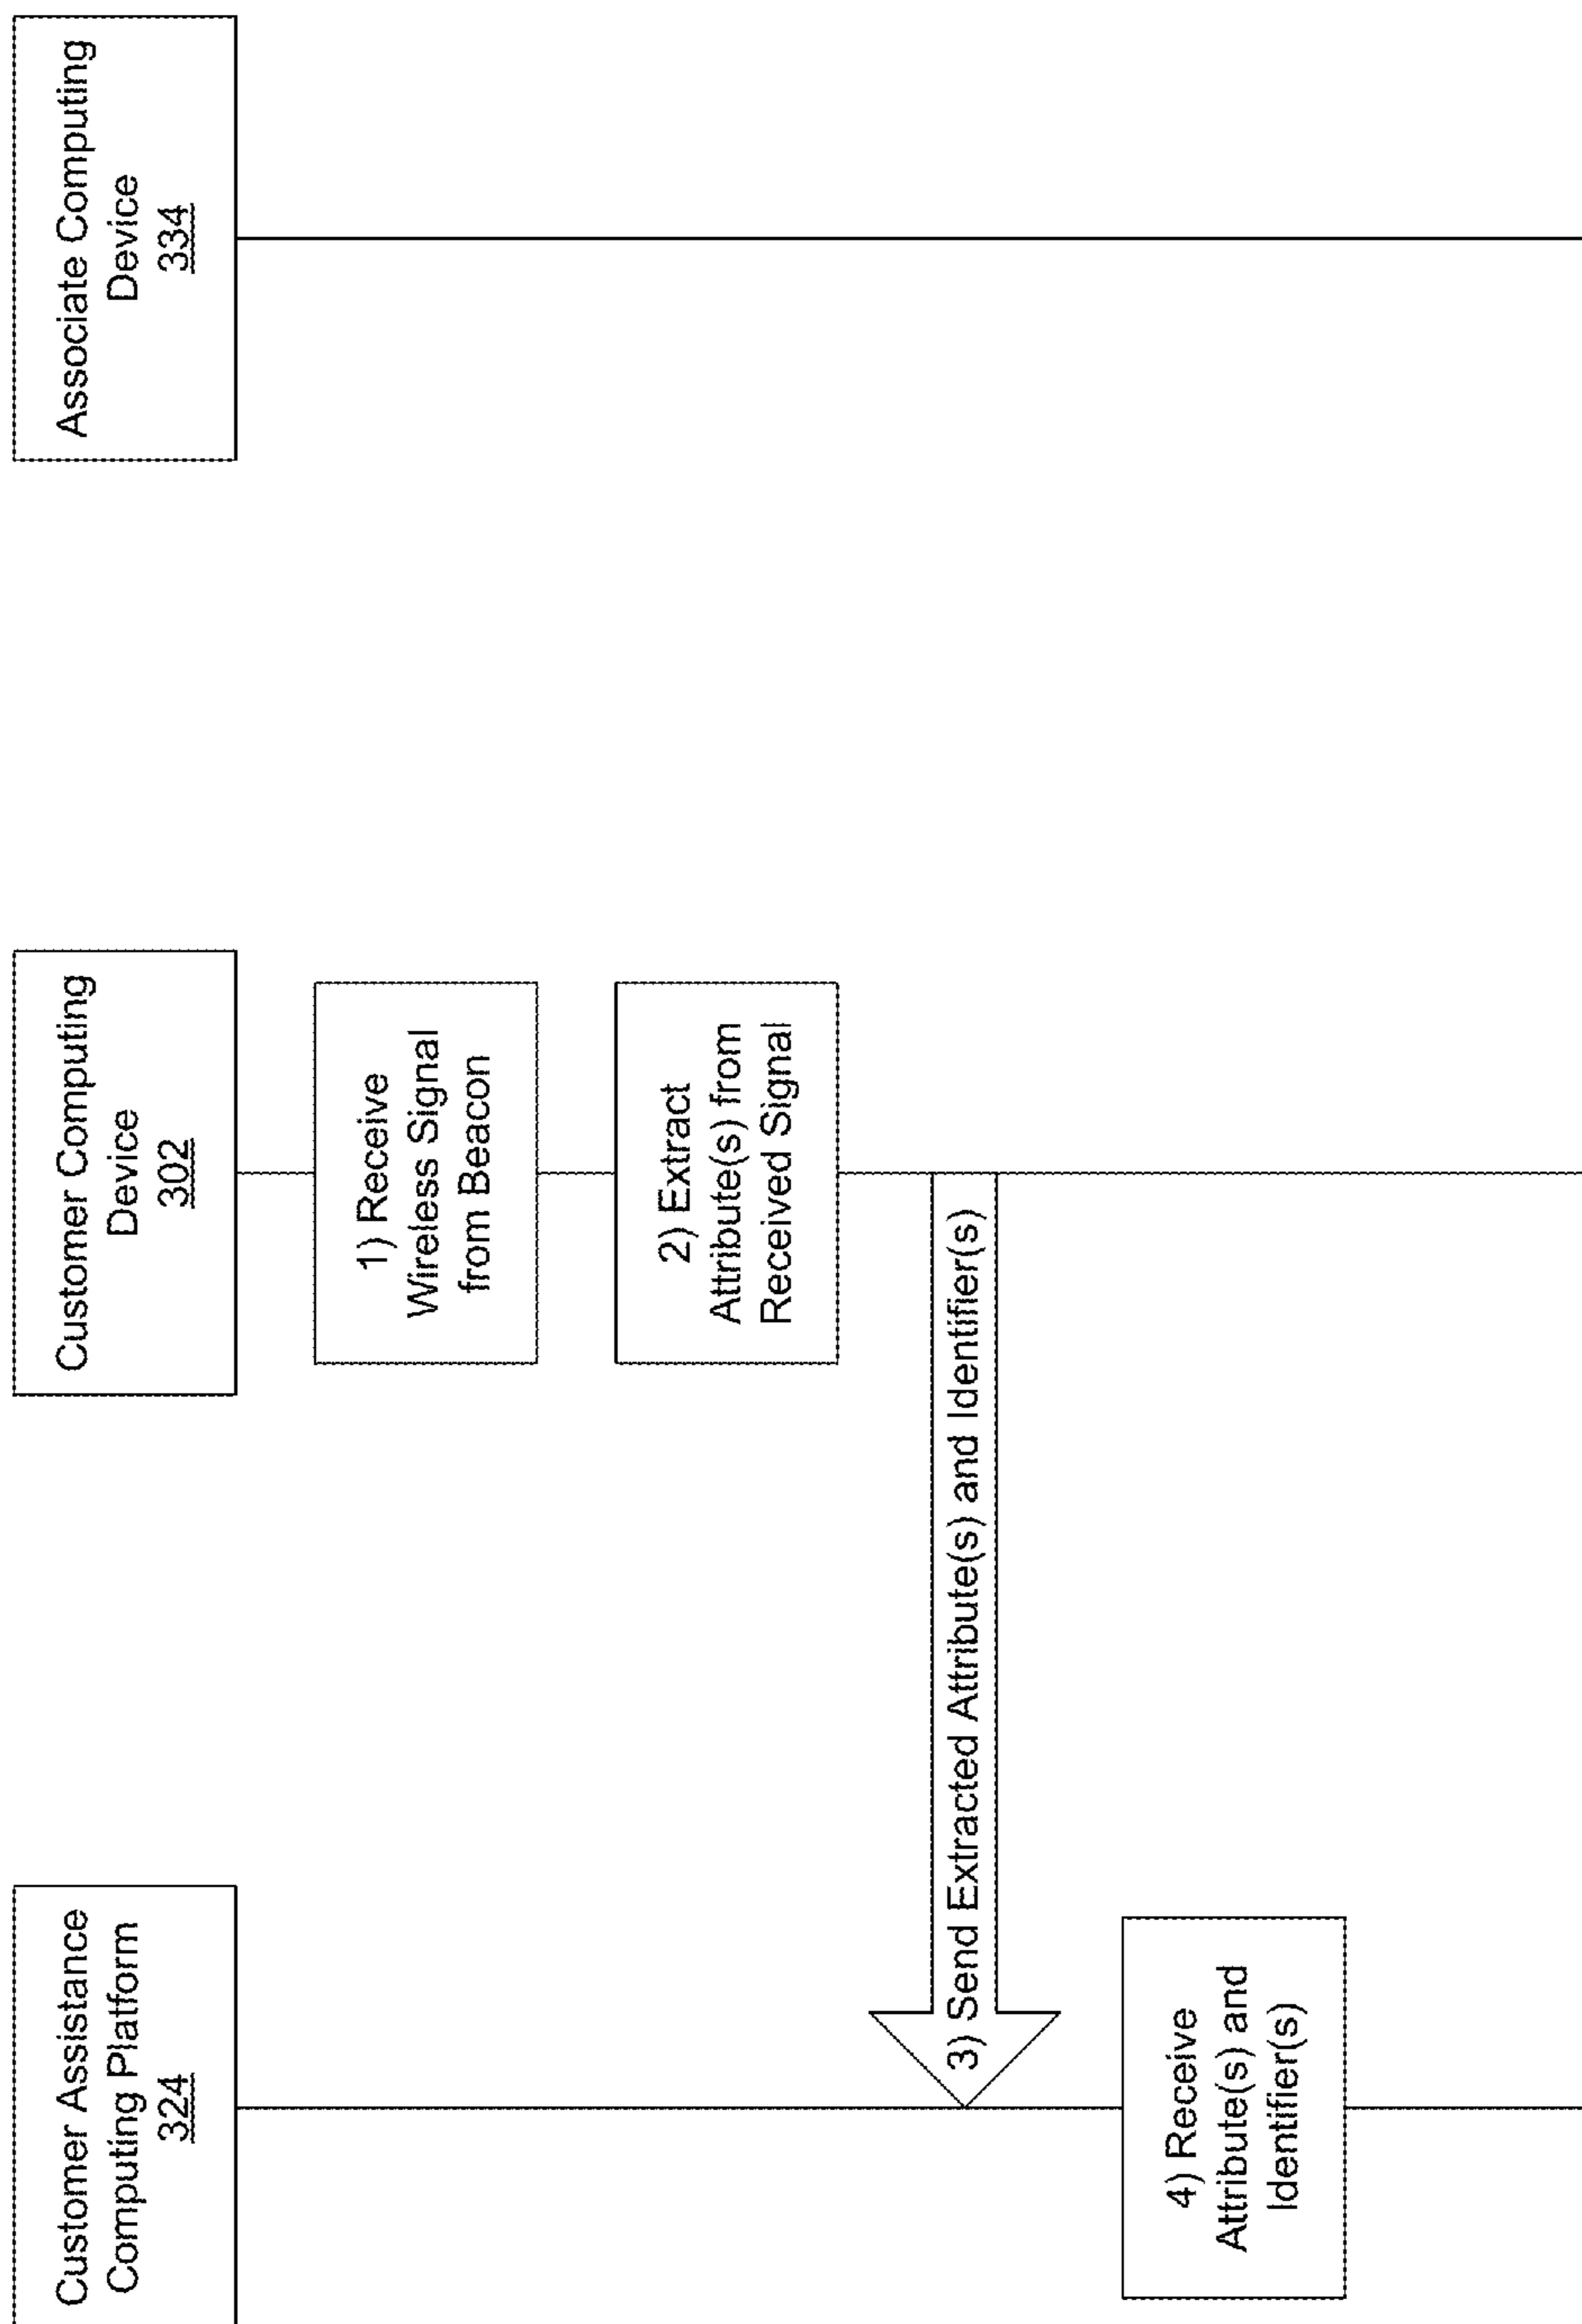 Customer Assistance
Computing Platform
324
Customer Computing
Device
302
Associate Computing
Device
334
1) Receive
Wireless Signal
from Beacon
2) Extract
Attribute(s) from
Received Signal
3) Send Extracted Attribute(s) and Identifier(s)
4) Receive
Attribute(s) and
Identifier(s)